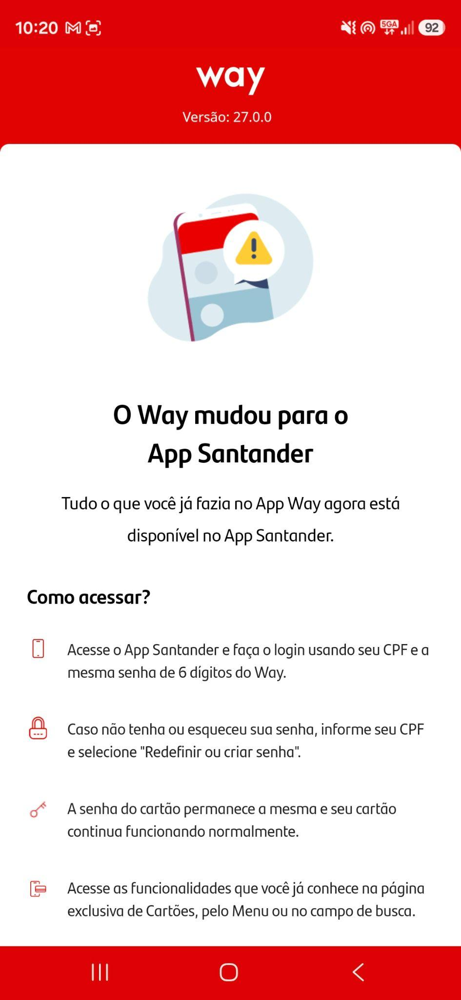 10:20
5GA
92
way
Versão: 27.0.0
O Way mudou para o
App Santander
Tudo o que você já fazia no App Way agora está
disponível no App Santander.
Como acessar?
Acesse o App Santander e faça o login usando seu CPF e a
mesma senha de 6 dígitos do Way.
Caso não tenha ou esqueceu sua senha, informe seu CPF
e selecione "Redefinir ou criar senha".
A senha do cartão permanece a mesma e seu cartão
continua funcionando normalmente.
Acesse as funcionalidades que você já conhece na página
exclusiva de Cartões, pelo Menu ou no campo de busca.